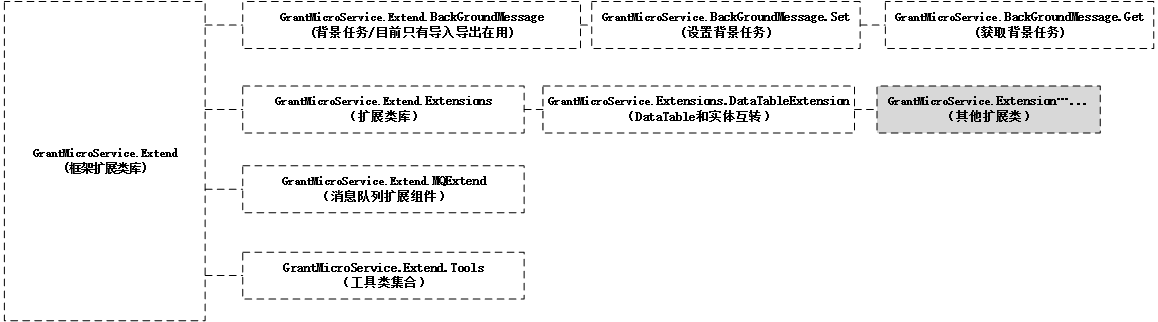 GrantMicroService.Extend.BackGroundMessage
(背景任务/目前只有导入导出在用)
GrantMicroService.BackGroundMessage.Set
(设置背景任务)
GrantMicroService.BackGroundMessage.Get
(获取背景任务)
GrantMicroService.Extend.Extensions
(扩展类库)
GrantMicroService.Extensions.DataTableExtension
(DataTable和实体互转)
GrantMicroService.Extension┄...
(其他扩展类)
GrantMicroService.Extend
(框架扩展类库)
GrantMicroService.Extend.MQExtend
(消息队列扩展组件)
GrantMicroService.Extend.Tools
(工具类集合)